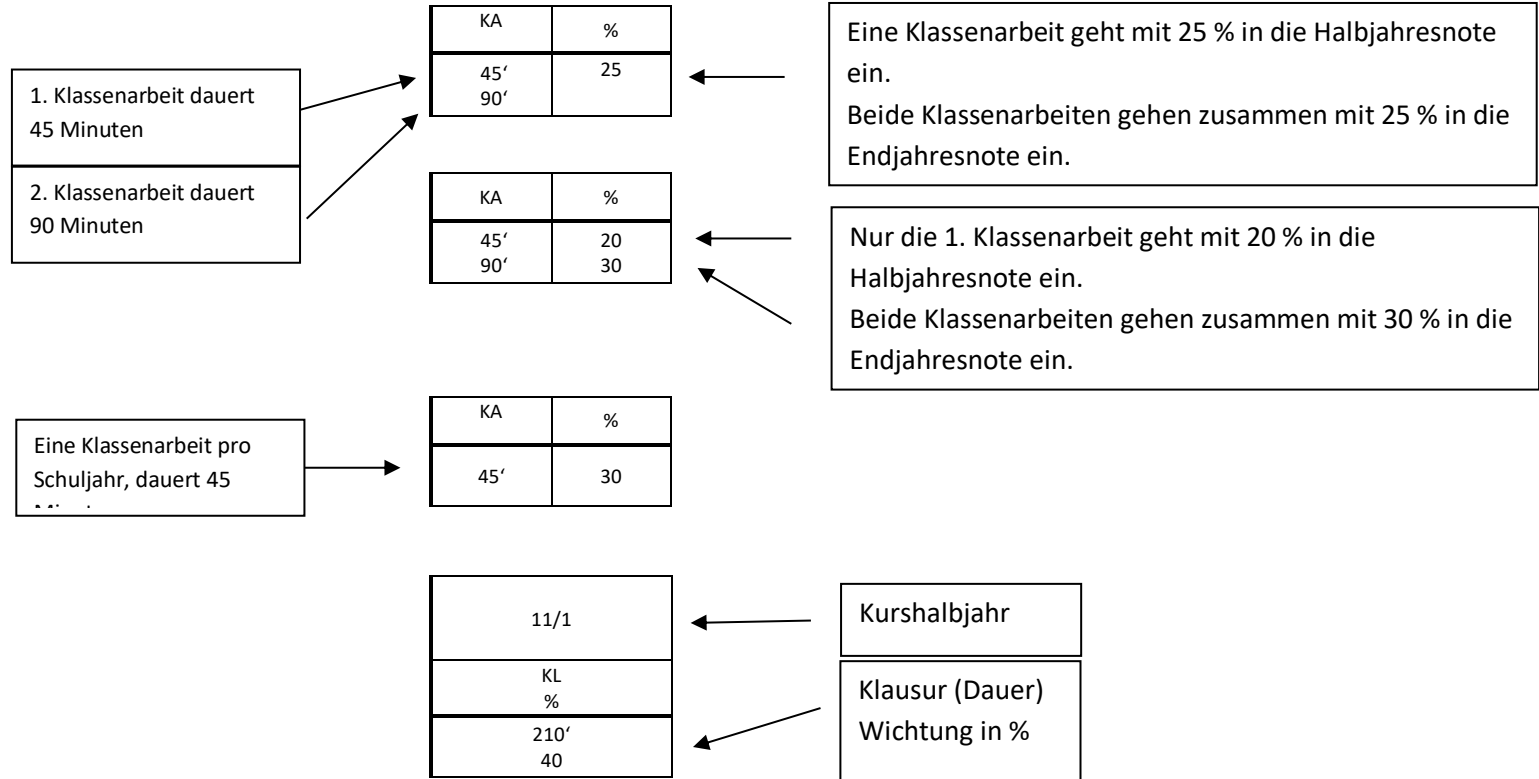 KA %
45‘ 25
90‘
1. Klassenarbeit dauert
45 Minuten
2. Klassenarbeit dauert
90 Minuten
Eine Klassenarbeit geht mit 25 % in die Halbjahresnote
ein.
Beide Klassenarbeiten gehen zusammen mit 25 % in die
Endjahresnote ein.
KA %
45‘ 20
90‘ 30
Nur die 1. Klassenarbeit geht mit 20 % in die
Halbjahresnote ein.
Beide Klassenarbeiten gehen zusammen mit 30 % in die
Endjahresnote ein.
Eine Klassenarbeit pro
Schuljahr, dauert 45
KA %
45‘ 30
11/1
KL
%
210‘
40
Kurshalbjahr
Klausur (Dauer)
Wichtung in %